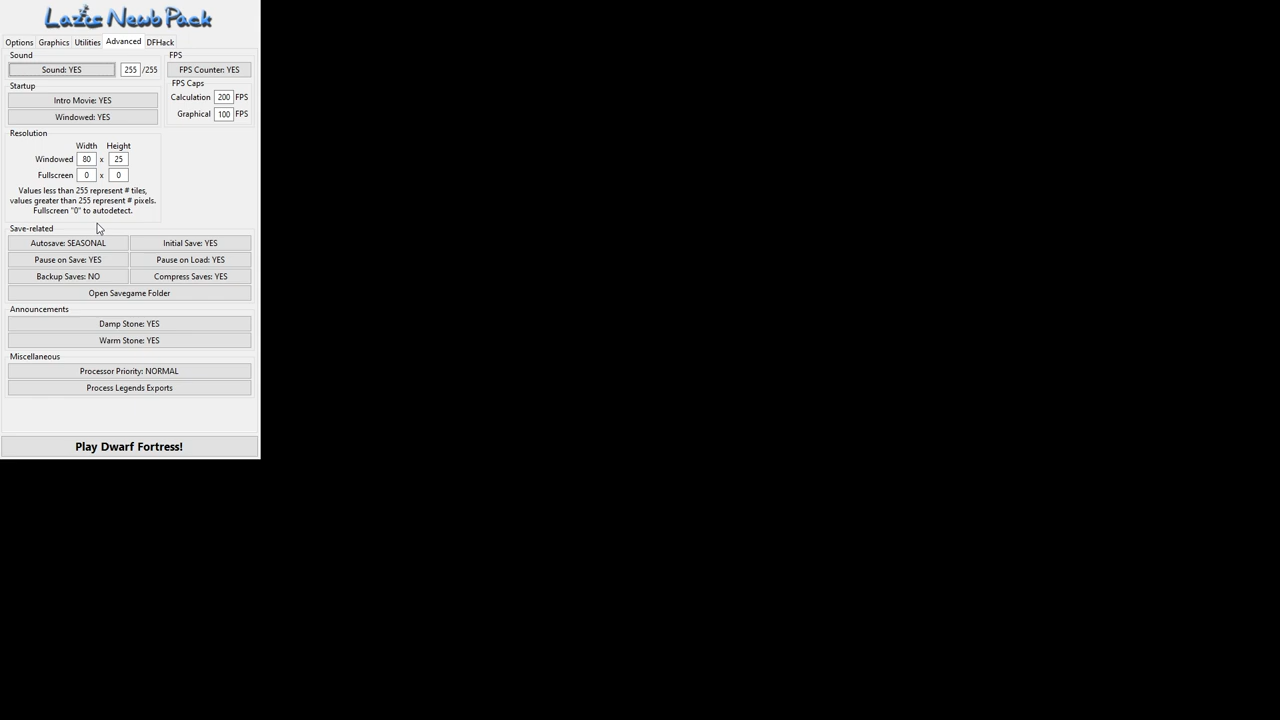 Lazy Newb Pack
Options Graphics Utilities Advanced DFHack
Sound
Sound: YES 255 /255
FPS
FPS Counter: YES
FPS Caps
Calculation 200 FPS
Graphical 100 FPS
Startup
Intro Movie: YES
Windowed: YES
Resolution
Width Height
Windowed 80 x 25
Fullscreen 0 x 0
Values less than 255 represent # tiles,
values greater than 255 represent # pixels.
Fullscreen "0" to autodetect.
Save-related
Autosave: SEASONAL Initial Save: YES
Pause on Save: YES Pause on Load: YES
Backup Saves: NO Compress Saves: YES
Open Savegame Folder
Announcements
Damp Stone: YES
Warm Stone: YES
Miscellaneous
Processor Priority: NORMAL
Process Legends Exports
Play Dwarf Fortress!